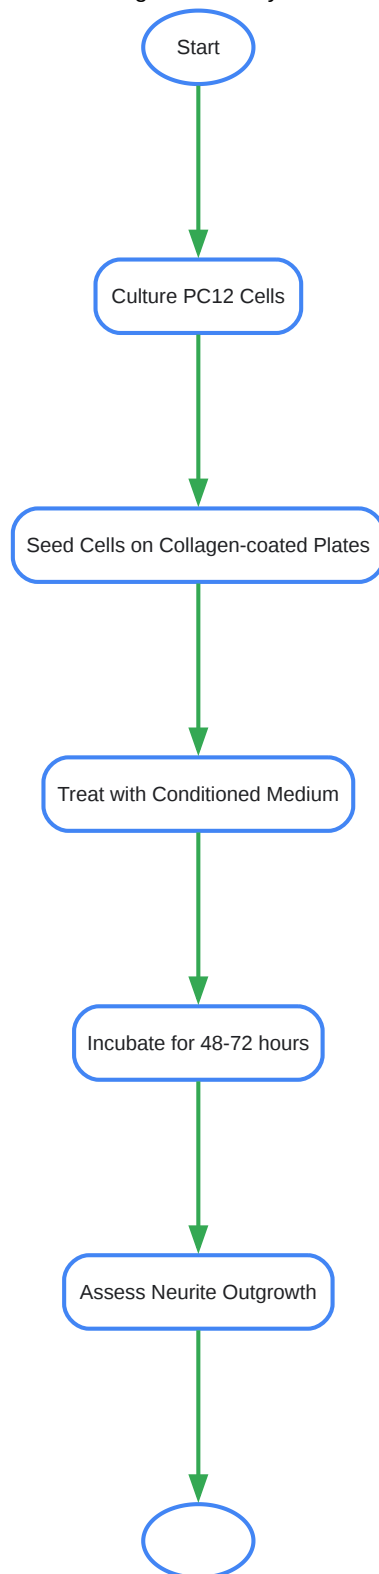 Start
Culture PC12 Cells
Seed Cells on Collagen-coated Plates
Treat with Conditioned Medium
Incubate for 48-72 hours
Assess Neurite Outgrowth